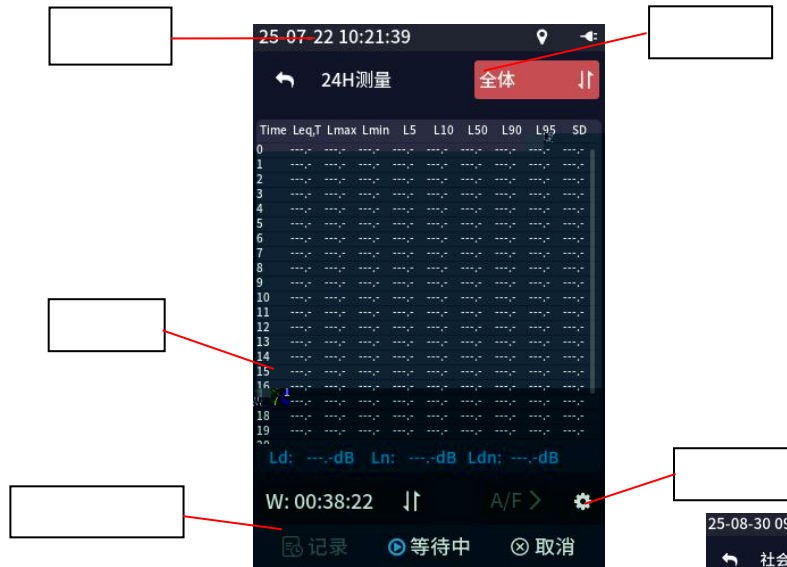 25-07-22 10:21:39
24H测量 全体
Time Leq,T Lmax Lmin L5 L10 L50 L90 L95 SD
0 ---.- ---.- ---.- ---.- ---.- ---.- ---.- ---.- ---.-
1 ---.- ---.- ---.- ---.- ---.- ---.- ---.- ---.- ---.-
2 ---.- ---.- ---.- ---.- ---.- ---.- ---.- ---.- ---.-
3 ---.- ---.- ---.- ---.- ---.- ---.- ---.- ---.- ---.-
4 ---.- ---.- ---.- ---.- ---.- ---.- ---.- ---.- ---.-
5 ---.- ---.- ---.- ---.- ---.- ---.- ---.- ---.- ---.-
6 ---.- ---.- ---.- ---.- ---.- ---.- ---.- ---.- ---.-
7 ---.- ---.- ---.- ---.- ---.- ---.- ---.- ---.- ---.-
8 ---.- ---.- ---.- ---.- ---.- ---.- ---.- ---.- ---.-
9 ---.- ---.- ---.- ---.- ---.- ---.- ---.- ---.- ---.-
10 ---.- ---.- ---.- ---.- ---.- ---.- ---.- ---.- ---.-
11 ---.- ---.- ---.- ---.- ---.- ---.- ---.- ---.- ---.-
12 ---.- ---.- ---.- ---.- ---.- ---.- ---.- ---.- ---.-
13 ---.- ---.- ---.- ---.- ---.- ---.- ---.- ---.- ---.-
14 ---.- ---.- ---.- ---.- ---.- ---.- ---.- ---.- ---.-
15 ---.- ---.- ---.- ---.- ---.- ---.- ---.- ---.- ---.-
16 ---.- ---.- ---.- ---.- ---.- ---.- ---.- ---.- ---.-
---.- ---.- ---.- ---.- ---.- ---.- ---.- ---.- ---.-
18 ---.- ---.- ---.- ---.- ---.- ---.- ---.- ---.- ---.-
19 ---.- ---.- ---.- ---.- ---.- ---.- ---.- ---.- ---.-
Ld: ---.-dB Ln: ---.-dB Ldn: ---.-dB
W: 00:38:22 A/F >
记录 等待中 取消
25-08-30 09
社会